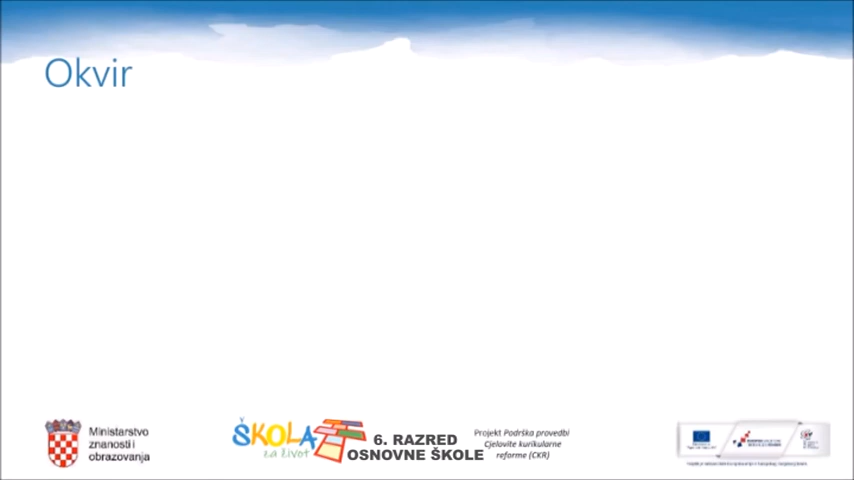 Okvir
Ministarstvo
znanosti i
obrazovanja
ŠKOLA
za život
6. RAZRED
OSNOVNE ŠKOLE
Projekt Podrška provedbi
Cjelovite kurikularne
reforme (CKR)